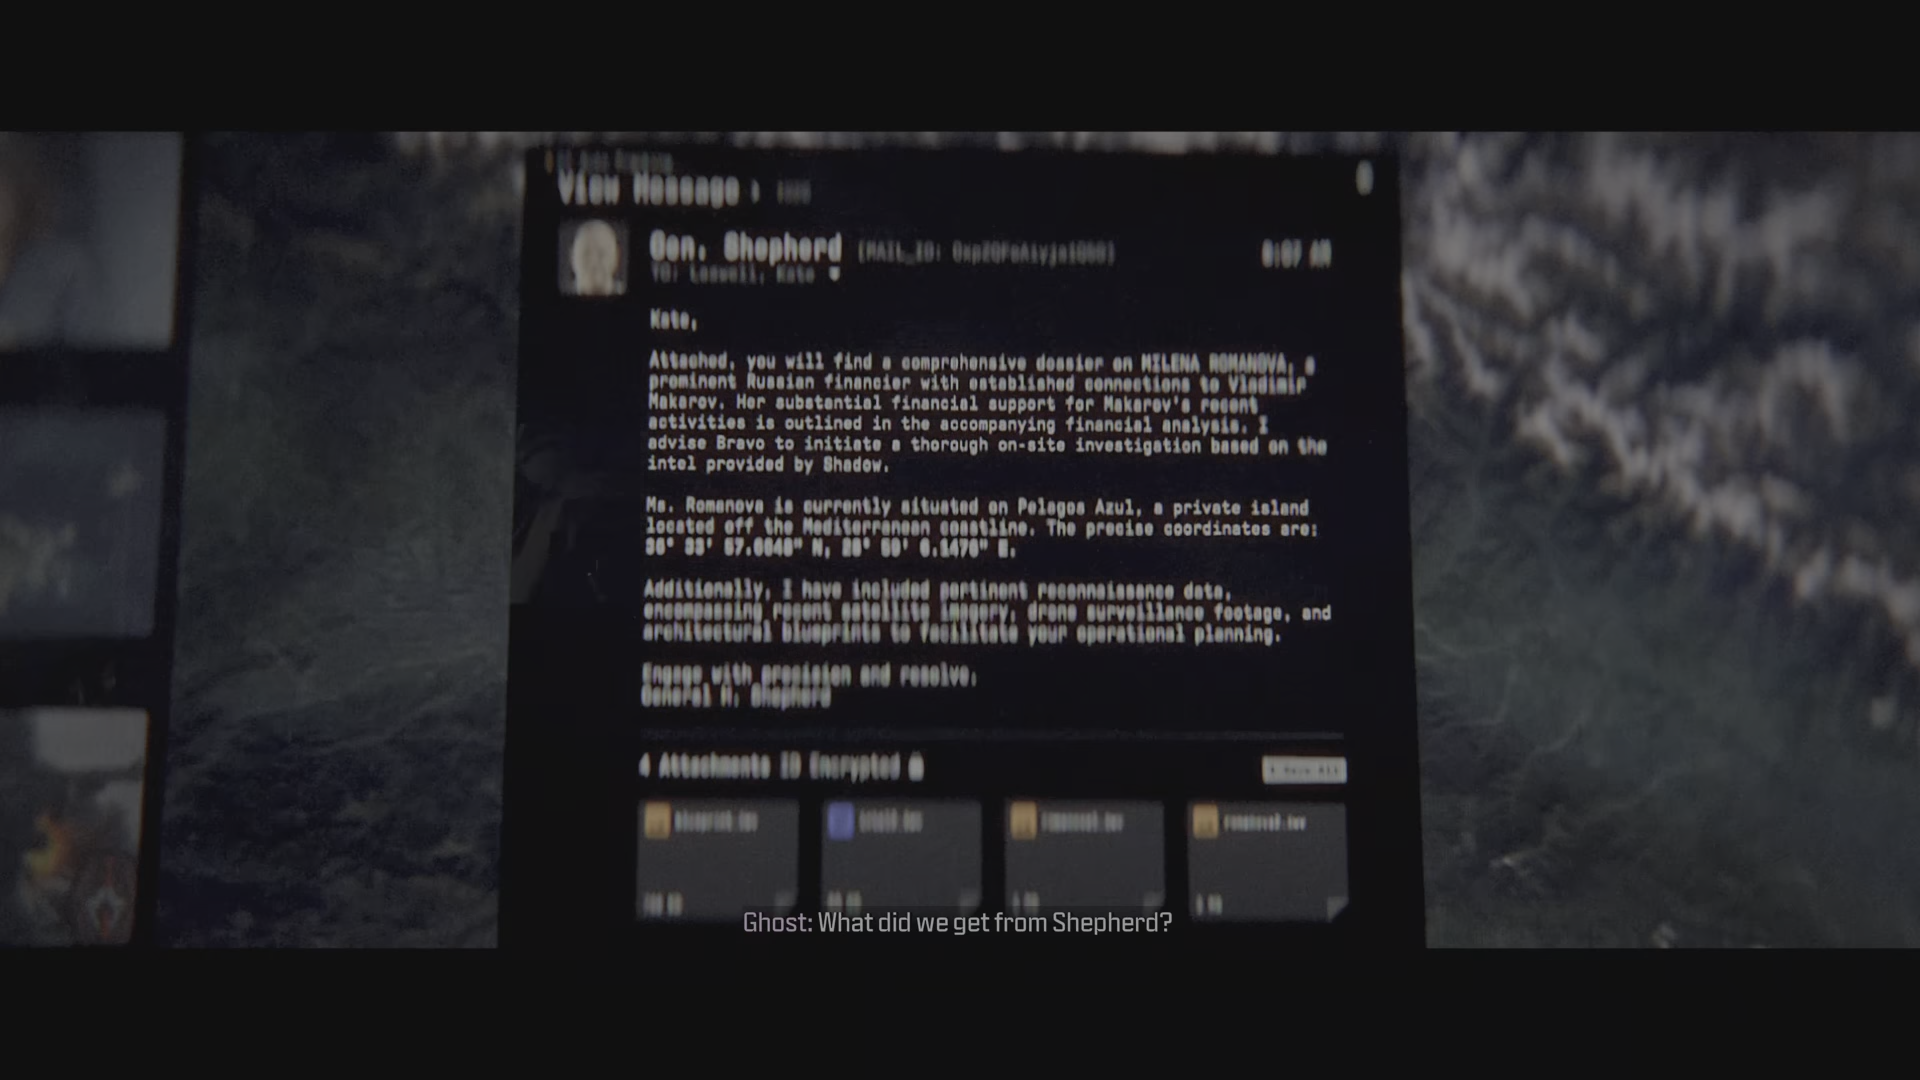 View Message
Gen. Shepherd
TO: Laswell, Kate
8:07 AM
Kate,
Attached, you will find a comprehensive dossier on MILENA ROMANOVA, a
prominent Russian financier with established connections to Vladimir
Makarov. Her substantial financial support for Makarov's recent
activities is outlined in the accompanying financial analysis. I
advise Bravo to initiate a thorough on-site investigation based on the
intel provided by Shadow.
Ms. Romanova is currently situated on Pelagos Azul, a private island
located off the Mediterranean coastline. The precise coordinates are:
Additionally, I have included pertinent reconnaissance data,
encompassing recent satellite imagery, drone surveillance footage, and
architectural blueprints to facilitate your operational planning.
Engage with precision and resolve,
General H. Shepherd
4 Attachments Encrypted
Ghost: What did we get from Shepherd?